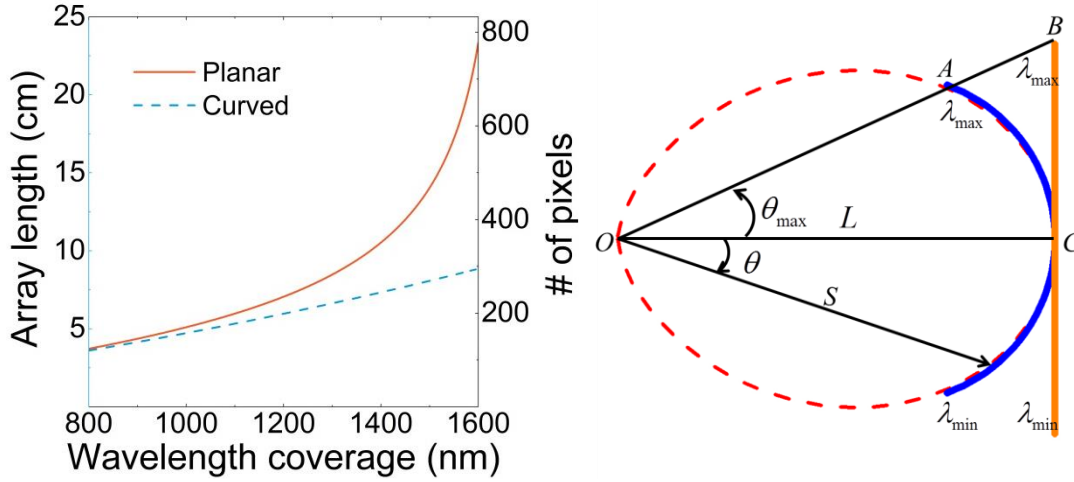 25
20
15
10
5
800
1000
1200
1400
1600
800
600
400
200
Array length (cm)
# of pixels
Wavelength coverage (nm)
Planar
Curved
B
A
λmax
λmax
θmax
L
O
C
θ
S
λmin
λmin